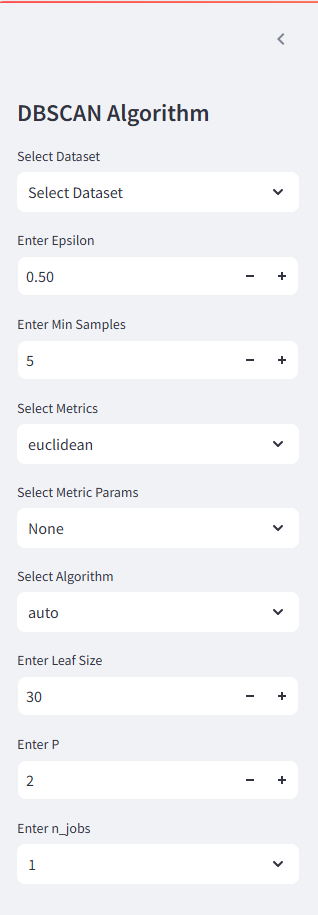 DBSCAN Algorithm
Select Dataset
Select Dataset
Enter Epsilon
0.50
Enter Min Samples
5
Select Metrics
euclidean
Select Metric Params
None
Select Algorithm
auto
Enter Leaf Size
30
Enter P
2
Enter n_jobs
1